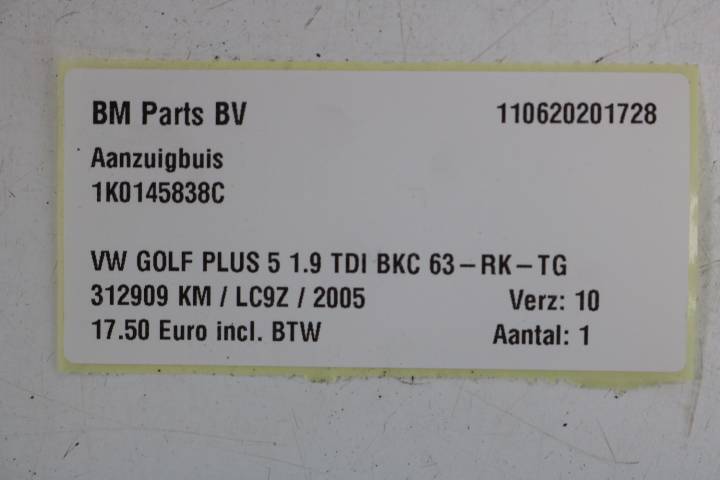 BM Parts BV 110620201728
Aanzuigbuis
1K0145838C
VW GOLF PLUS 5 1.9 TDI BKC 63-RK-TG
312909 KM / LC9Z / 2005 Verz: 10
17.50 Euro incl. BTW Aantal: 1